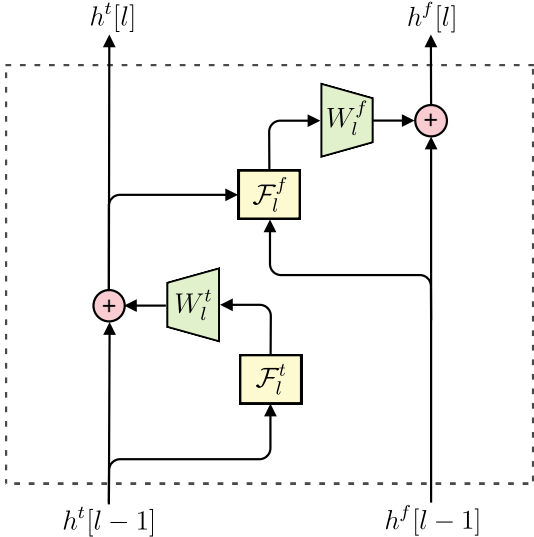 h^t[l] h^f[l]
W_l^f +
F_l^f
+ W_l^t
F_l^t
h^t[l − 1] h^f[l − 1]